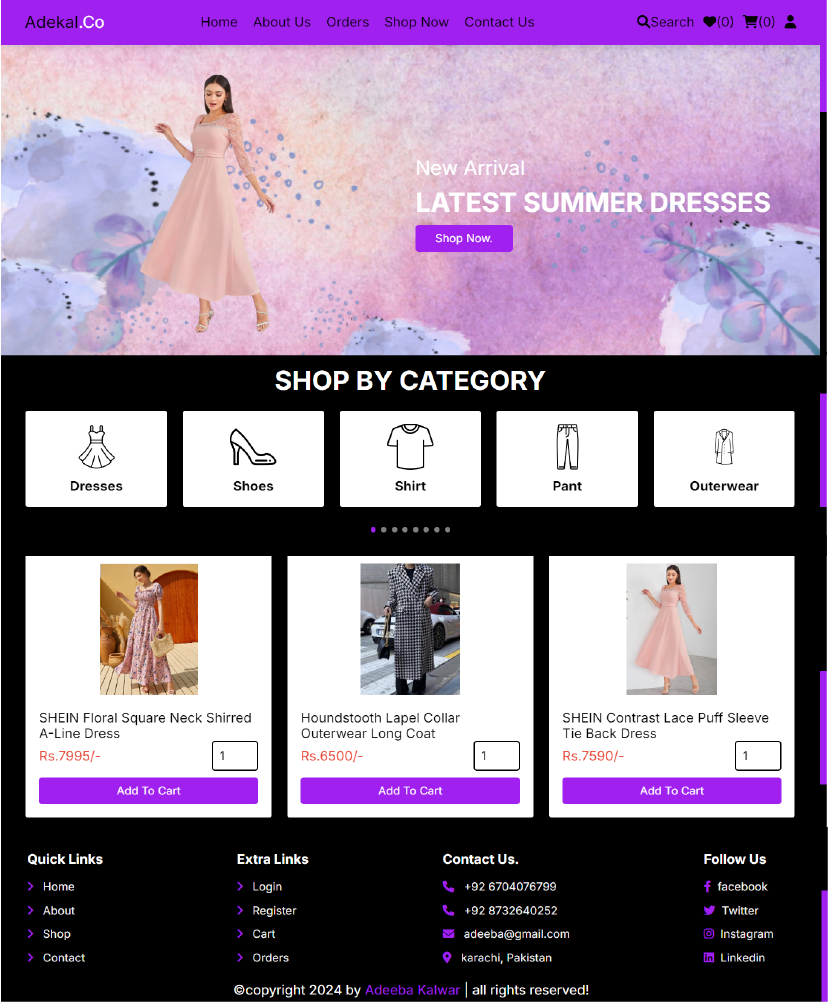 Adekal.Co
Home About Us Orders Shop Now Contact Us
Search (0) (0)
New Arrival
LATEST SUMMER DRESSES
Shop Now.
SHOP BY CATEGORY
Dresses
Shoes
Shirt
Pant
Outerwear
SHEIN Floral Square Neck Shirred
A-Line Dress
Rs.7995/-
1
Add To Cart
Houndstooth Lapel Collar
Outerwear Long Coat
Rs.6500/-
1
Add To Cart
SHEIN Contrast Lace Puff Sleeve
Tie Back Dress
Rs.7590/-
1
Add To Cart
Quick Links
Home
About
Shop
Contact
Extra Links
Login
Register
Cart
Orders
Contact Us.
+92 6704076799
+92 8732640252
adeeba@gmail.com
karachi, Pakistan
Follow Us
facebook
Twitter
Instagram
Linkedin
©copyright 2024 by Adeeba Kalwar | all rights reserved!